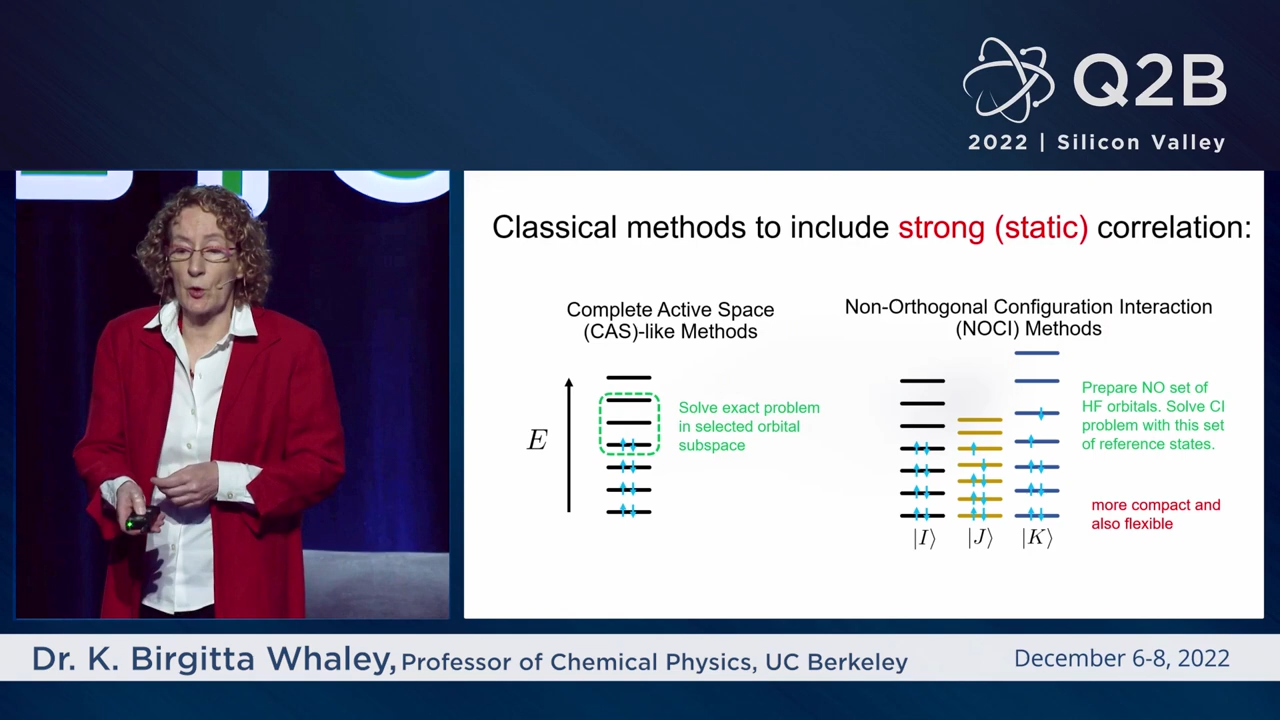 Q2B
2022 | Silicon Valley
Classical methods to include strong (static) correlation:
Complete Active Space
(CAS)-like Methods
E
Solve exact problem
in selected orbital
subspace
Non-Orthogonal Configuration Interaction
(NOCI) Methods
Prepare NO set of
HF orbitals. Solve CI
problem with this set
of reference states.
more compact and
also flexible
|I⟩ |J⟩ |K⟩
Dr. K. Birgitta Whaley, Professor of Chemical Physics, UC Berkeley
December 6-8, 2022